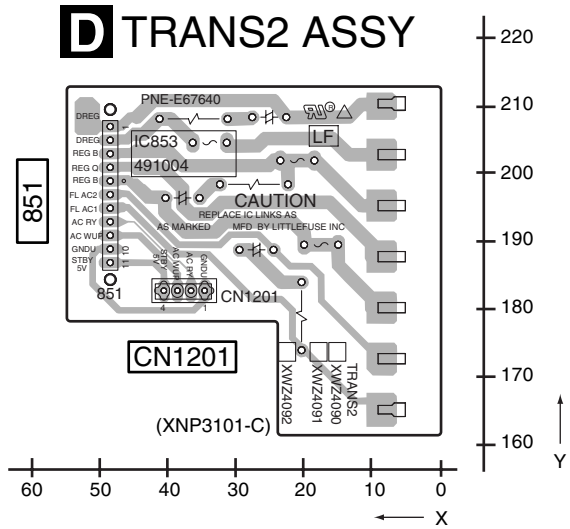 D TRANS2 ASSY
PNE-E67640
DREG
1
DREG
REG B
REG Q
REG B
FL AC2
FL AC1
AC RY
AC WUP
GNDU
STBY
5V
10
11
851
851
IC853
491004
LF
CAUTION
REPLACE IC LINKS AS
AS MARKED MFD BY LITTLEFUSE INC
STBY
5V
AC WUP
AC RY
GNDU
4
1
CN1201
CN1201
(XNP3101-C)
XWZ4092
XWZ4091
XWZ4090
TRANS2
220
210
200
190
180
170
160
Y
60 50 40 30 20 10 0
X